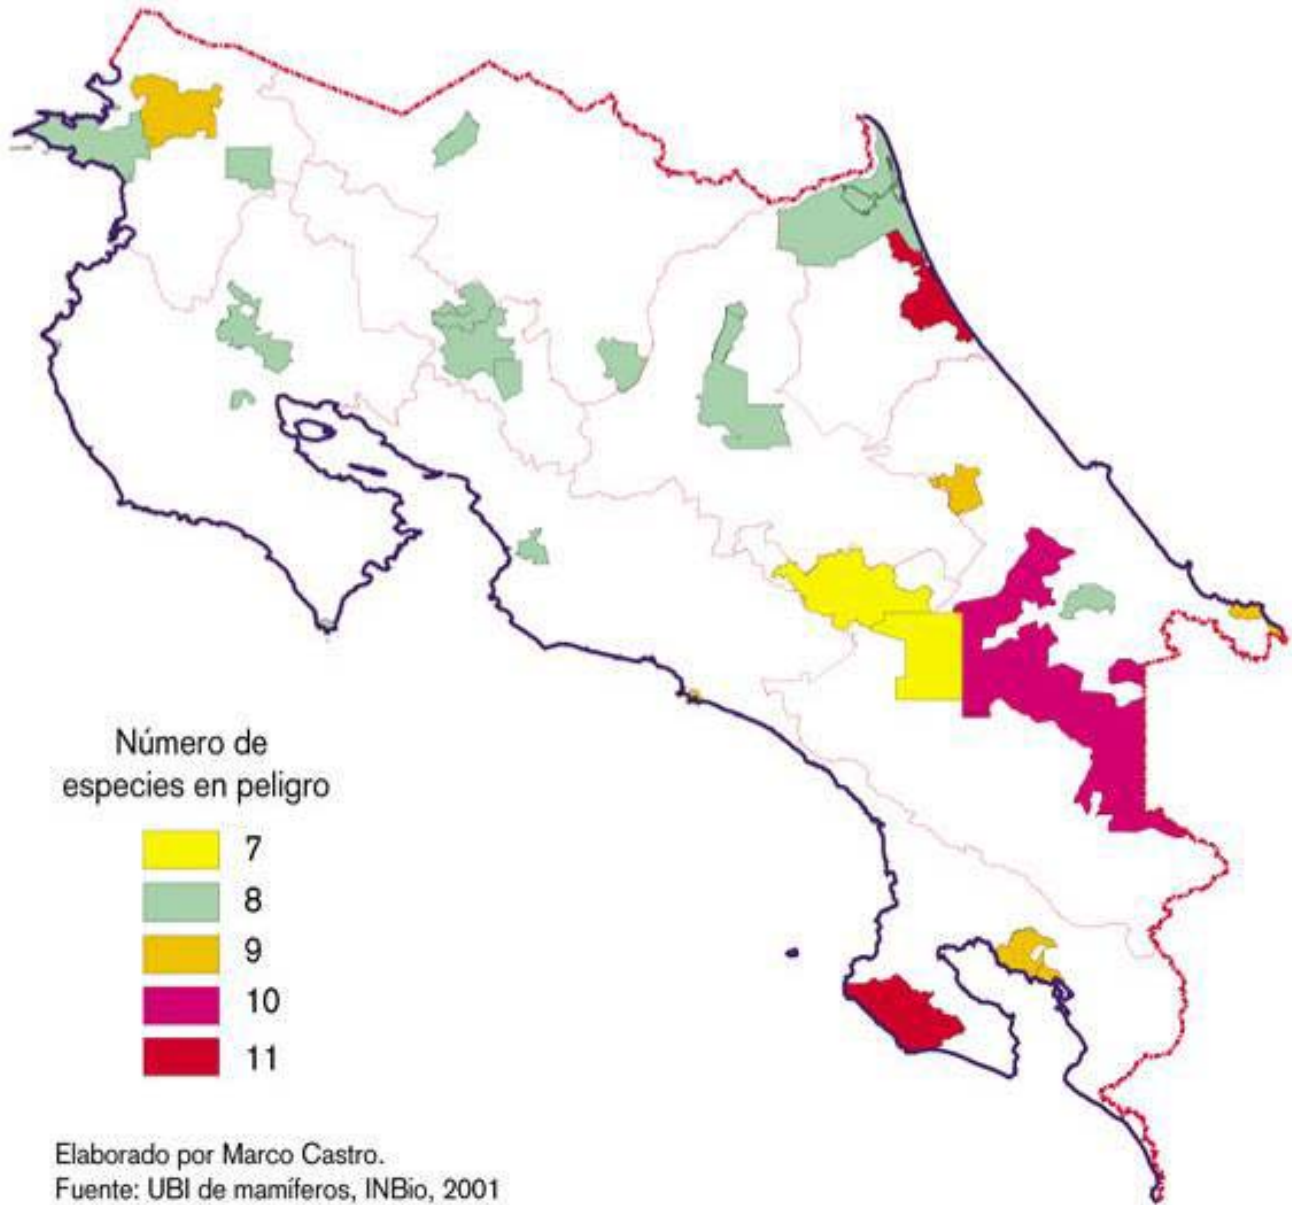 Número de
especies en peligro
7
8
9
10
11
Elaborado por Marco Castro.
Fuente: UBI de mamíferos, INBio, 2001